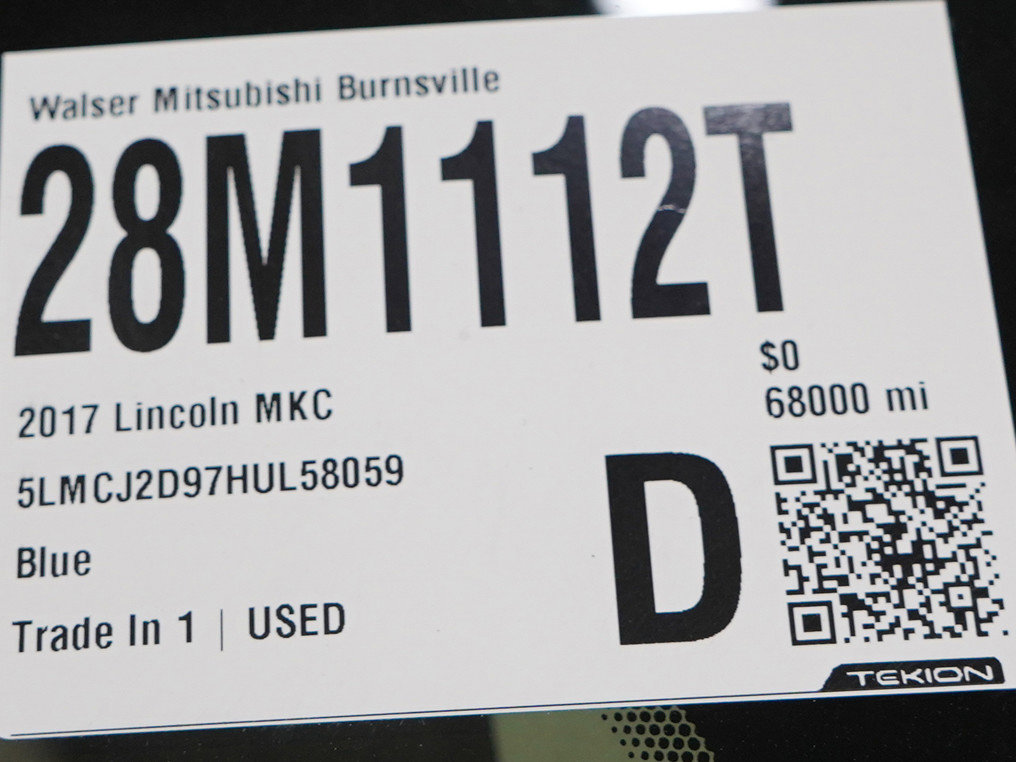 Walser Mitsubishi Burnsville
28M1112T
$0
2017 Lincoln MKC
68000 mi
5LMCJ2D97HUL58059
D
Blue
Trade In 1 | USED
TEKION